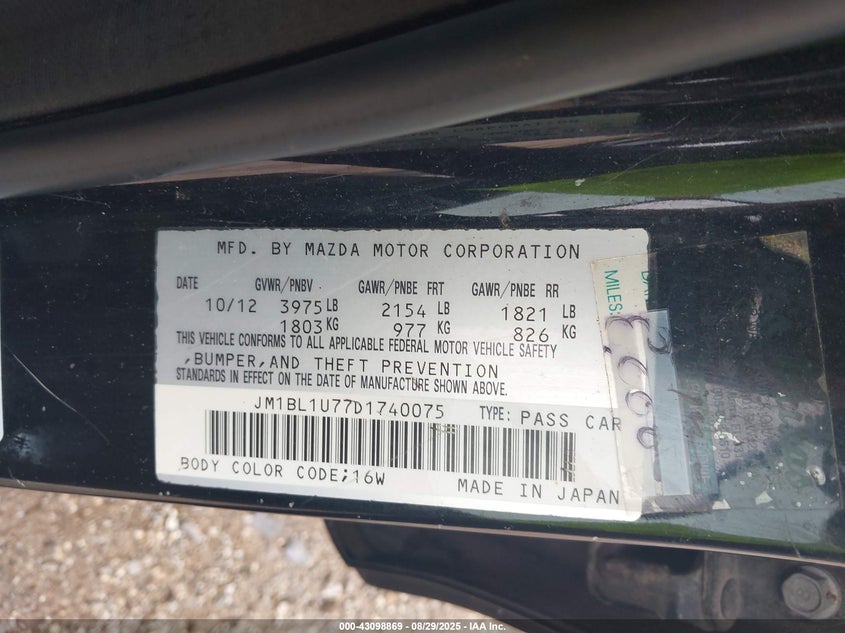 MFD. BY MAZDA MOTOR CORPORATION
DATE GVWR/PNBV GAWR/PNBE FRT GAWR/PNBE RR
10/12 3975 LB 2154 LB 1821 LB
1803 KG 977 KG 826 KG
THIS VEHICLE CONFORMS TO ALL APPLICABLE FEDERAL MOTOR VEHICLE SAFETY
,BUMPER,AND THEFT PREVENTION
STANDARDS IN EFFECT ON THE DATE OF MANUFACTURE SHOWN ABOVE.
JM1BL1U77D1740075 TYPE: PASS CAR
BODY COLOR CODE;16W MADE IN JAPAN
MILES
000-43098869 - 08/29/2025 - IAA Inc.